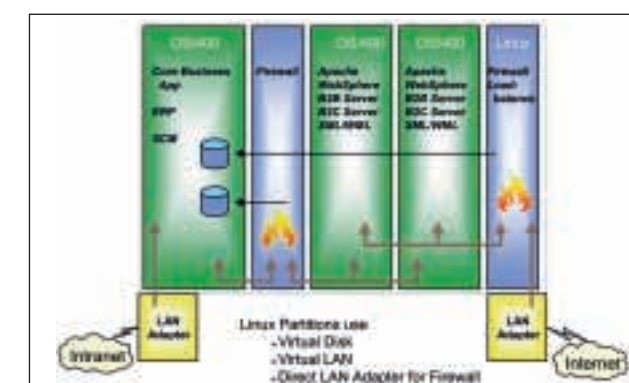 OS/400
Core Business
App
ERP
SCM
Firewall
OS/400
Apache
WebSphere
B2B Server
B2C Server
XML/WML
OS/400
Apache
WebSphere
B2B Server
B2C Server
XML/WML
Linux
Firewall
Load-
balance
LAN
Adapter
Intranet
Linux Partitions use
-Virtual Disk
-Virtual LAN
-Direct LAN Adapter for Firewall
LAN
Adapter
Internet